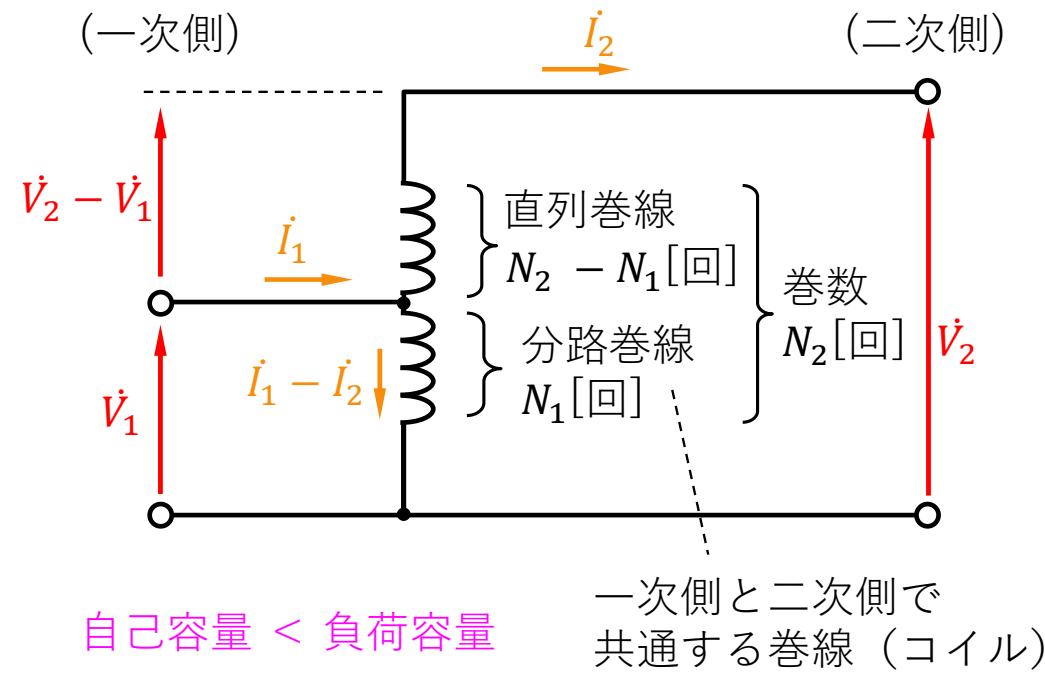 (一次側)
İ₂
(二次側)
V̇₂ − V̇₁
İ₁
直列巻線
N₂ − N₁[回]
巻数
N₂[回]
分路巻線
N₁[回]
İ₁ − İ₂
V̇₁
V̇₂
一次側と二次側で
共通する巻線（コイル）
自己容量 < 負荷容量